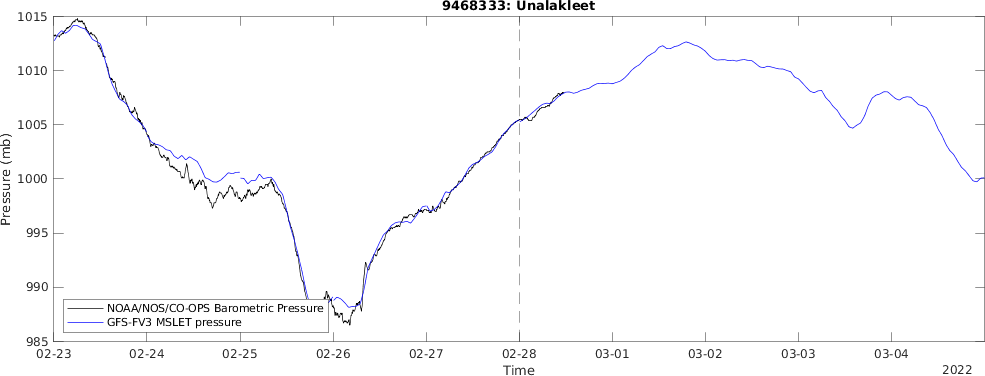 9468333: Unalakleet
1015
1010
1005
1000
995
990
985
Pressure (mb)
NOAA/NOS/CO-OPS Barometric Pressure
GFS-FV3 MSLET pressure
02-23 02-24 02-25 02-26 02-27 02-28 03-01 03-02 03-03 03-04
Time
2022